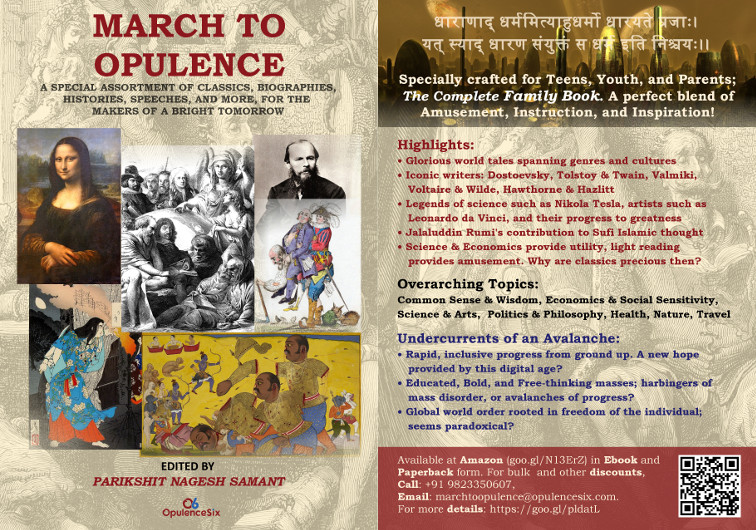 MARCH TO
OPULENCE
A SPECIAL ASSORTMENT OF CLASSICS, BIOGRAPHIES,
HISTORIES, SPEECHES, AND MORE, FOR THE
MAKERS OF A BRIGHT TOMORROW
EDITED BY
PARIKSHIT NAGESH SAMANT
OpulenceSix
धारणाद् धर्ममित्याहुधर्मो धारयते प्रजाः।
यत् स्याद् धारण संयुक्तं स धर्म इति निश्चयः।।
Specially crafted for Teens, Youth, and Parents;
The Complete Family Book. A perfect blend of
Amusement, Instruction, and Inspiration!
Highlights:
• Glorious world tales spanning genres and cultures
• Iconic writers: Dostoevsky, Tolstoy & Twain, Valmiki,
Voltaire & Wilde, Hawthorne & Hazlitt
• Legends of science such as Nikola Tesla, artists such as
Leonardo da Vinci, and their progress to greatness
• Jalaluddin Rumi's contribution to Sufi Islamic thought
• Science & Economics provide utility, light reading
provides amusement. Why are classics precious then?
Overarching Topics:
Common Sense & Wisdom, Economics & Social Sensitivity,
Science & Arts, Politics & Philosophy, Health, Nature, Travel
Undercurrents of an Avalanche:
• Rapid, inclusive progress from ground up. A new hope
provided by this digital age?
• Educated, Bold, and Free-thinking masses; harbingers of
mass disorder, or avalanches of progress?
• Global world order rooted in freedom of the individual;
seems paradoxical?
Available at Amazon (goo.gl/N13ErZ) in Ebook and
Paperback form. For bulk and other discounts,
Call: +91 9823350607,
Email: marchtoopulence@opulencesix.com.
For more details: https://goo.gl/pldatL